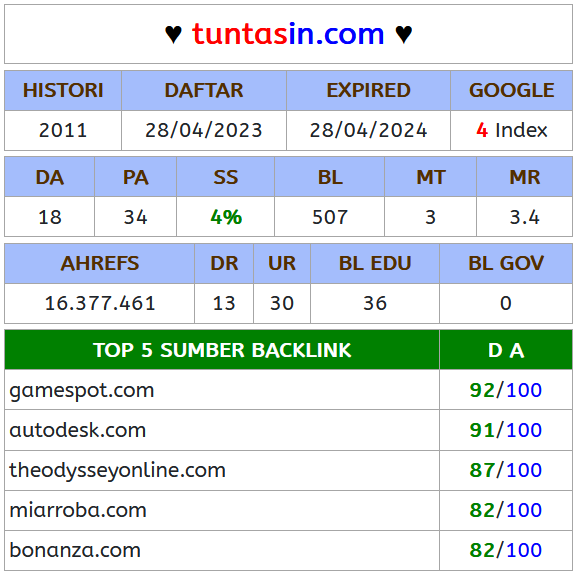 ♥ tuntasin.com ♥
HISTORI DAFTAR EXPIRED GOOGLE
2011 28/04/2023 28/04/2024 4 Index
DA PA SS BL MT MR
18 34 4% 507 3 3.4
AHREFS DR UR BL EDU BL GOV
16.377.461 13 30 36 0
TOP 5 SUMBER BACKLINK D A
gamespot.com 92/100
autodesk.com 91/100
theodysseyonline.com 87/100
miarroba.com 82/100
bonanza.com 82/100